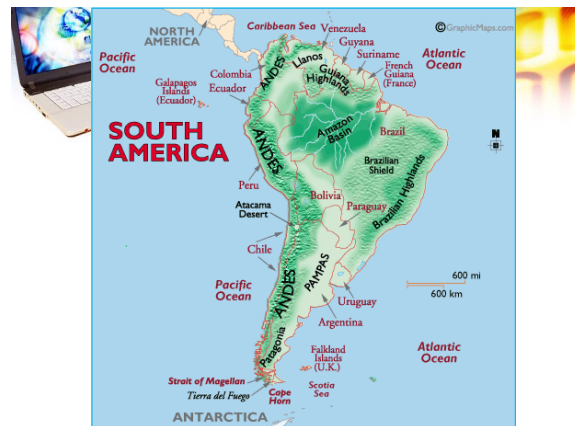 ©GraphicMaps.com
NORTH
AMERICA
Caribbean Sea
Venezuela
Guyana
Suriname
French
Guiana
(France)
Pacific
Ocean
Atlantic
Ocean
Llanos
Guiana
Highlands
ANDES
Colombia
Ecuador
Galapagos
Islands
(Ecuador)
SOUTH
AMERICA
Amazon
Basin
Brazil
N
Brazilian
Shield
Brazilian Highlands
ANDES
Peru
Bolivia
Paraguay
Atacama
Desert
Chile
PAMPAS
ANDES
600 mi
600 km
Pacific
Ocean
Uruguay
Argentina
Patagonia
Falkland
Islands
(U.K.)
Atlantic
Ocean
Strait of Magellan
Tierra del Fuego
Cape
Horn
Scotia
Sea
ANTARCTICA